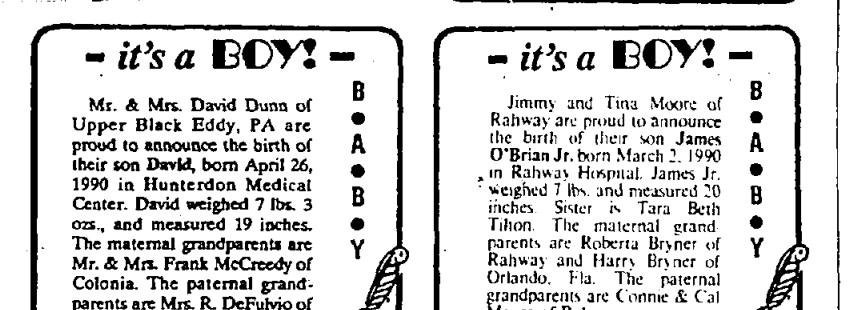 - it's a BOY! -
Mr. & Mrs. David Dunn of
Upper Black Eddy, PA are
proud to announce the birth of
their son David, born April 26,
1990 in Hunterdon Medical
Center. David weighed 7 lbs. 3
ozs., and measured 19 inches.
The maternal grandparents are
Mr. & Mrs. Frank McCreedy of
Colonia. The paternal grand-
parents are Mrs. R. DeFulvio of
B
A
B
Y
- it's a BOY! -
Jimmy and Tina Moore of
Rahway are proud to announce
the birth of their son James
O'Brian Jr. born March 2, 1990
in Rahway Hospital. James Jr.
weighed 7 lbs. and measured 20
inches. Sister is Tara Beth
Tilton. The maternal grand-
parents are Roberta Bryner of
Rahway and Harry Bryner of
Orlando, Fla. The paternal
grandparents are Connie & Cal
B
A
B
Y